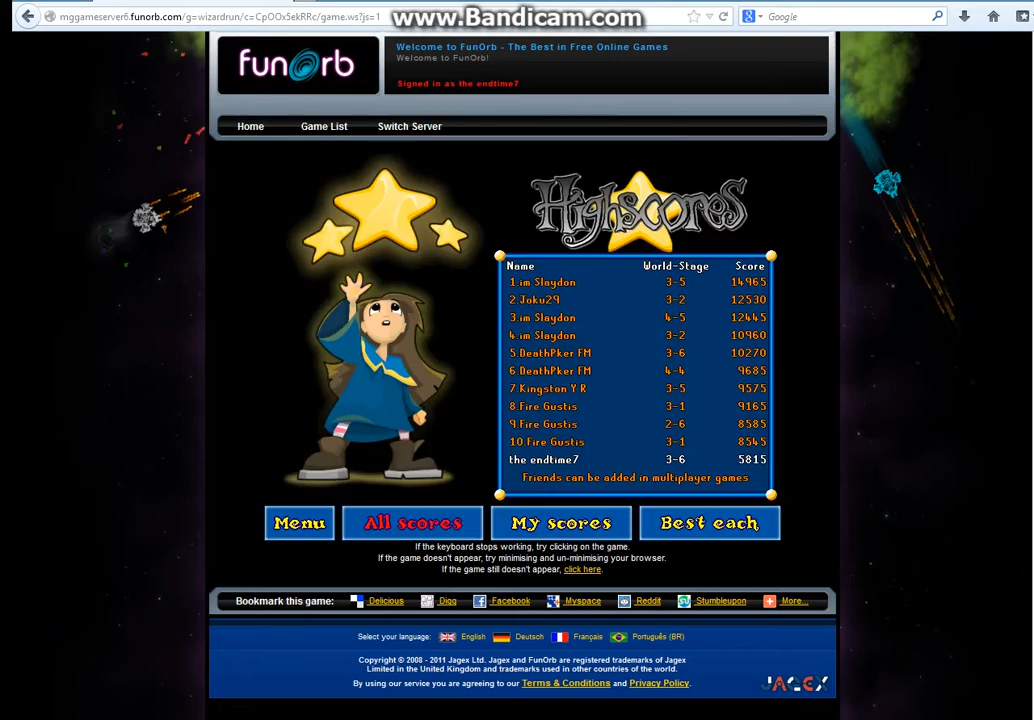 mggameserver6.funorb.com/g=wizardrun/c=CpOOx5ekRRc/game.ws?js=1
www.Bandicam.com
Google
funorb
Welcome to FunOrb - The Best in Free Online Games
Welcome to FunOrb!
Signed in as the endtime7
Home Game List Switch Server
Highscores
Name World-Stage Score
1.im Slaydon 3-5 14965
2.Joku29 3-2 12530
3.im Slaydon 4-5 12445
4.im Slaydon 3-2 10960
5.DeathPker FM 3-6 10270
6.DeathPker FM 4-4 9685
7.Kingston Y R 3-5 9575
8.Fire Gustis 3-1 9165
9.Fire Gustis 2-6 8585
10.Fire Gustis 3-1 8545
the endtime7 3-6 5815
Friends can be added in multiplayer games
Menu All scores My scores Best each
If the keyboard stops working, try clicking on the game.
If the game doesn't appear, try minimising and un-minimising your browser.
If the game still doesn't appear, click here.
Bookmark this game: Delicious Digg Facebook Myspace Reddit Stumbleupon More...
Select your language: English Deutsch Français Português (BR)
Copyright © 2008 - 2011 Jagex Ltd. Jagex and FunOrb are registered trademarks of Jagex
Limited in the United Kingdom and trademarks used in other countries of the world.
By using our service you are agreeing to our Terms & Conditions and Privacy Policy.
JAGEX